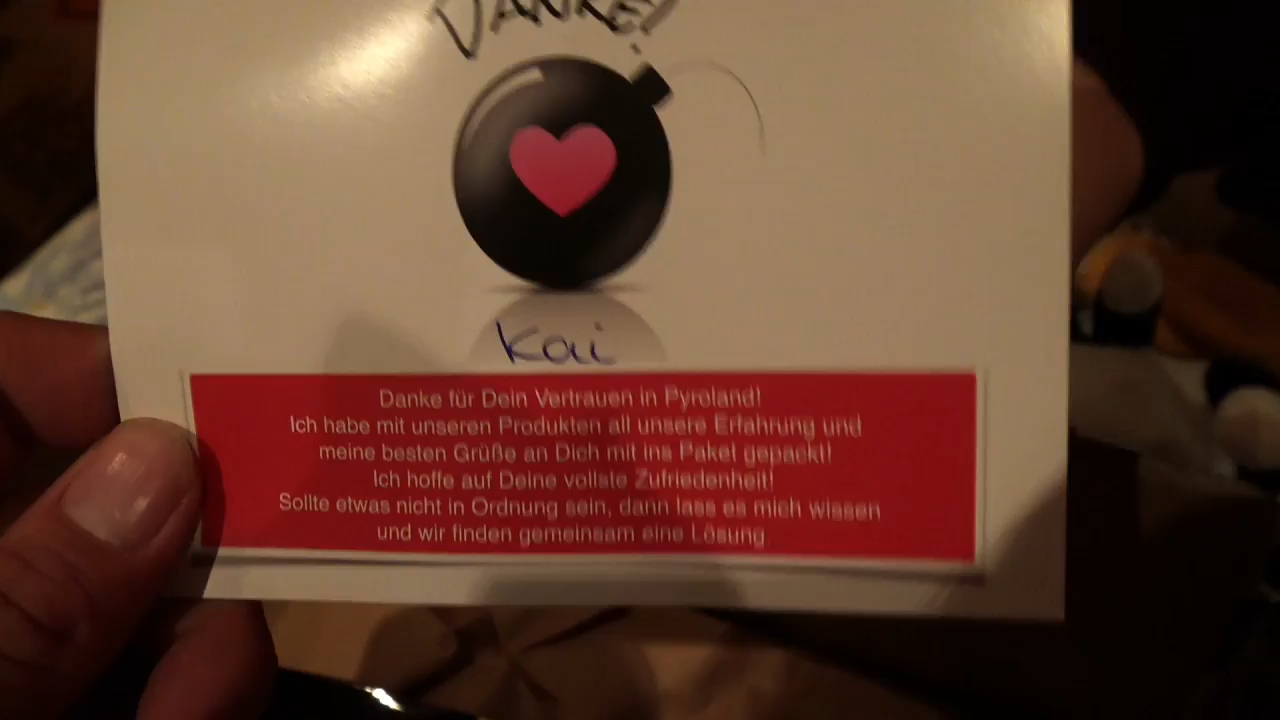 DANKE!
Kai
Danke für Dein Vertrauen in Pyroland!
Ich habe mit unseren Produkten all unsere Erfahrung und
meine besten Grüße an Dich mit ins Paket gepackt!
Ich hoffe auf Deine vollste Zufriedenheit!
Sollte etwas nicht in Ordnung sein, dann lass es mich wissen
und wir finden gemeinsam eine Lösung.